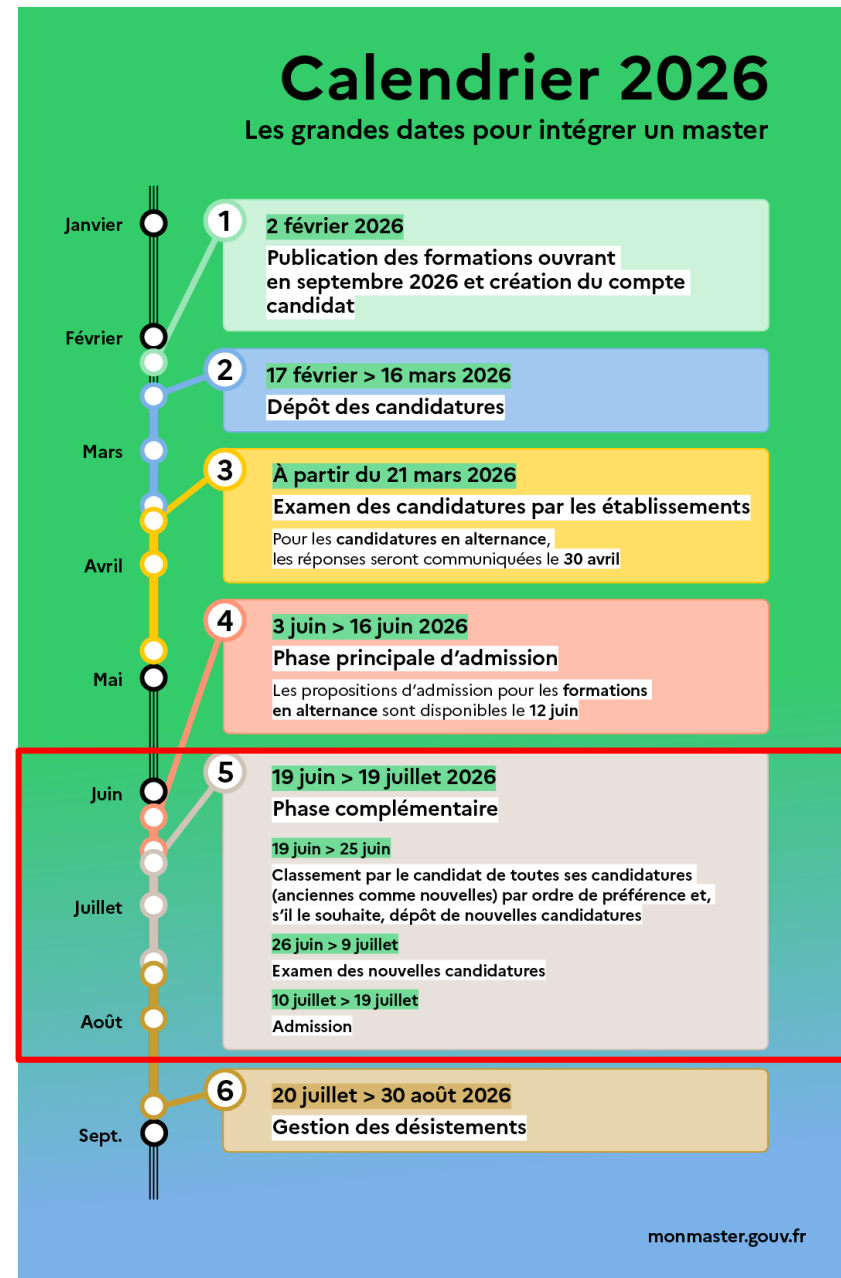 Calendrier 2026
Les grandes dates pour intégrer un master
Janvier
1
2 février 2026
Publication des formations ouvrant
en septembre 2026 et création du compte
candidat
Février
2
17 février > 16 mars 2026
Dépôt des candidatures
Mars
3
À partir du 21 mars 2026
Examen des candidatures par les établissements
Pour les candidatures en alternance,
les réponses seront communiquées le 30 avril
Avril
4
3 juin > 16 juin 2026
Phase principale d'admission
Les propositions d'admission pour les formations
en alternance sont disponibles le 12 juin
Mai
5
19 juin > 19 juillet 2026
Phase complémentaire
Juin
19 juin > 25 juin
Classement par le candidat de toutes ses candidatures
(anciennes comme nouvelles) par ordre de préférence et,
s'il le souhaite, dépôt de nouvelles candidatures
Juillet
26 juin > 9 juillet
Examen des nouvelles candidatures
10 juillet > 19 juillet
Admission
Août
6
20 juillet > 30 août 2026
Gestion des désistements
Sept.
monmaster.gouv.fr